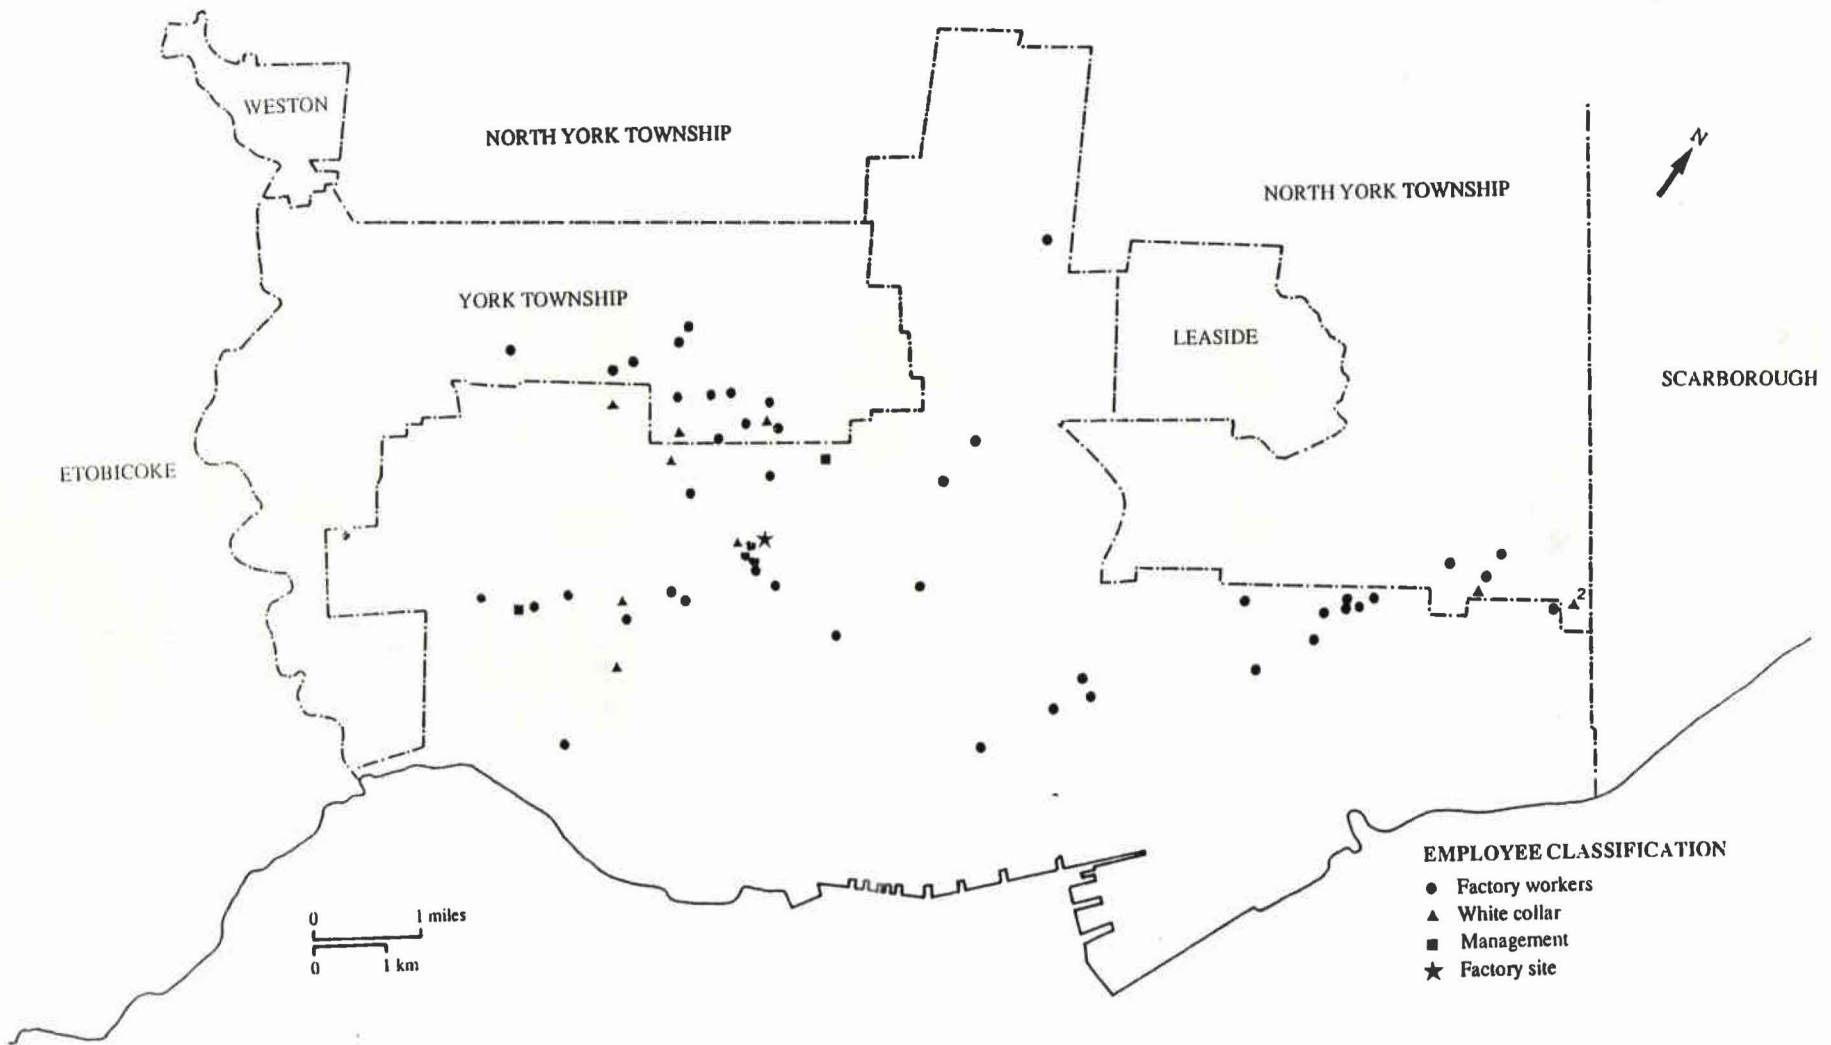 WESTON
NORTH YORK TOWNSHIP
N
NORTH YORK TOWNSHIP
YORK TOWNSHIP
LEASIDE
SCARBOROUGH
ETOBICOKE
2
EMPLOYEE CLASSIFICATION
Factory workers
White collar
Management
Factory site
0 1 miles
0 1 km